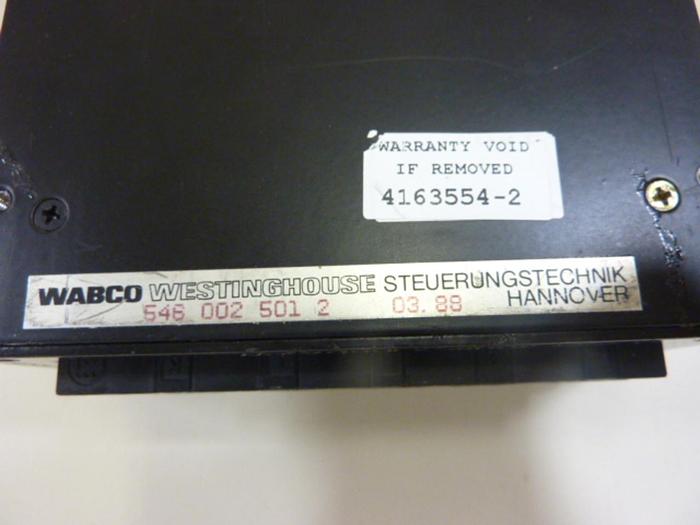 WARRANTY VOID
IF REMOVED
4163554-2
WABCO WESTINGHOUSE STEUERUNGSTECHNIK
HANNOVER
546 002 501 2 03.88